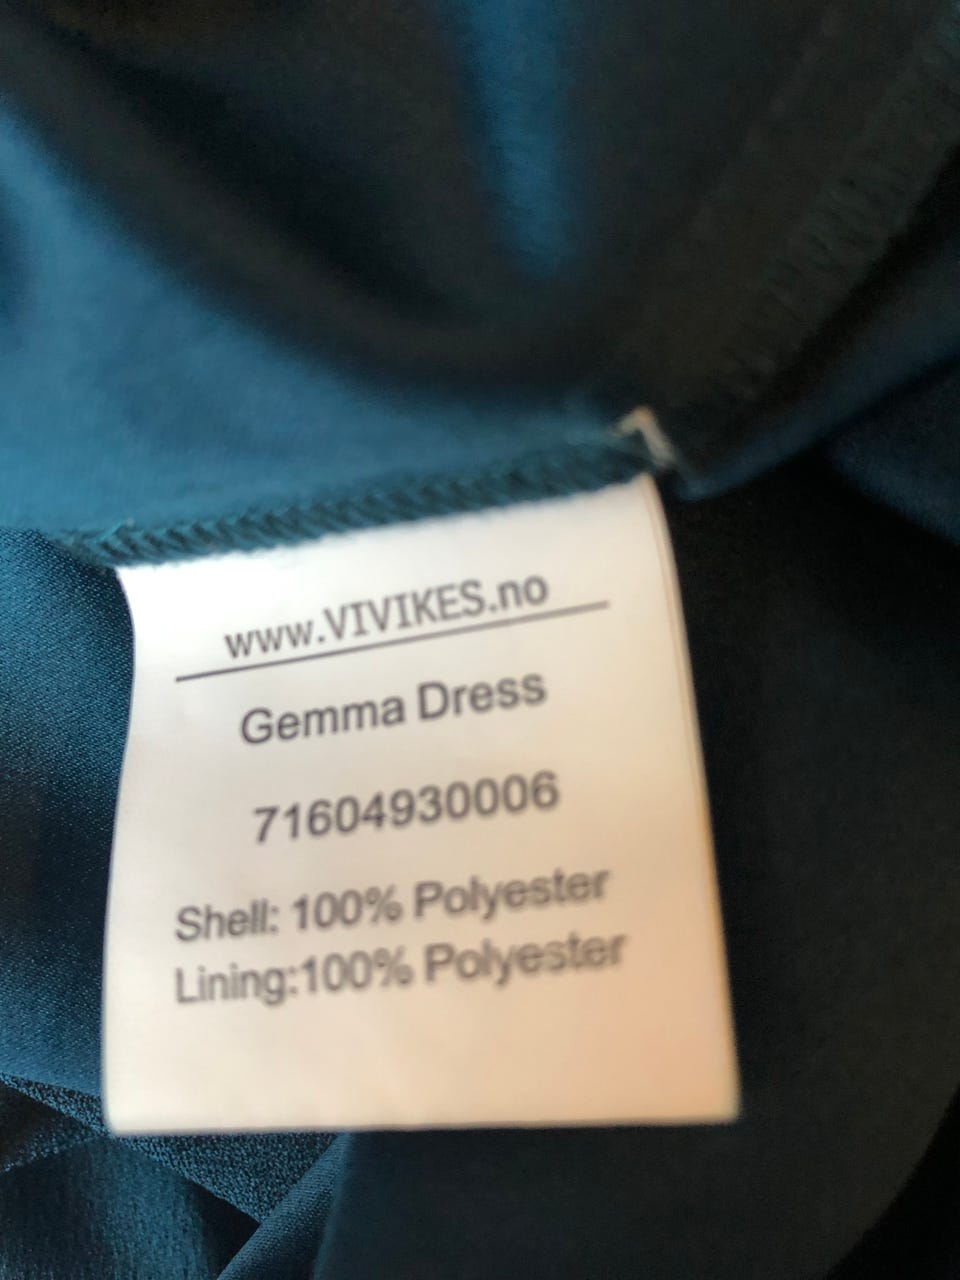 www.VIVIKES.no
Gemma Dress
71604930006
Shell: 100% Polyester
Lining:100% Polyester